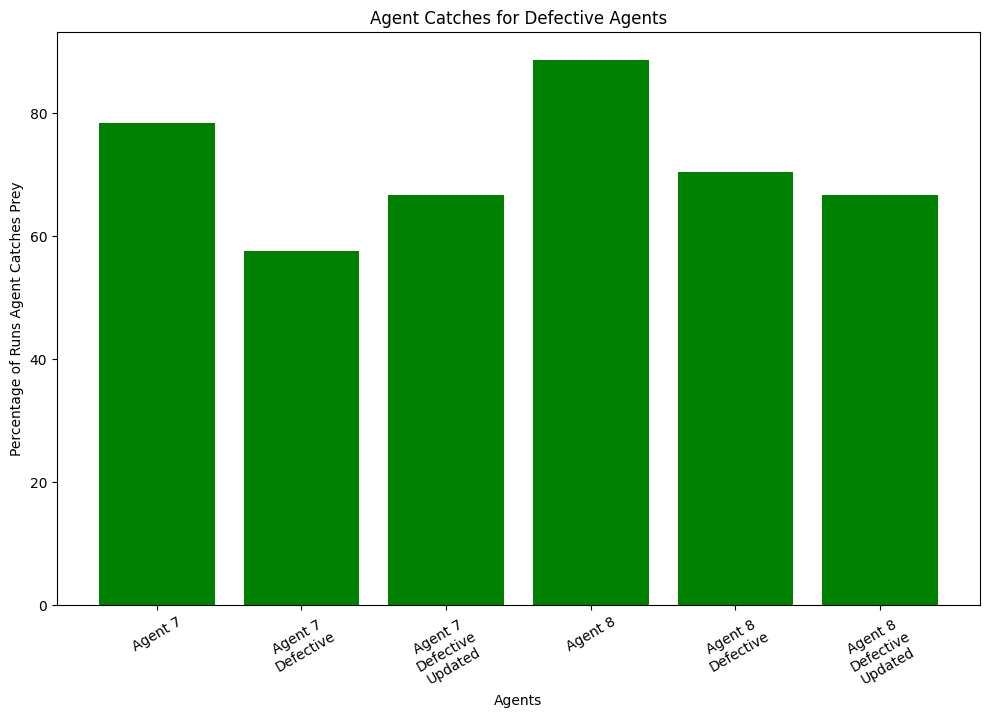 Agent Catches for Defective Agents
Percentage of Runs Agent Catches Prey
80
60
40
20
0
Agent 7
Agent 7
Defective
Agent 7
Defective
Updated
Agent 8
Agent 8
Defective
Agent 8
Defective
Updated
Agents